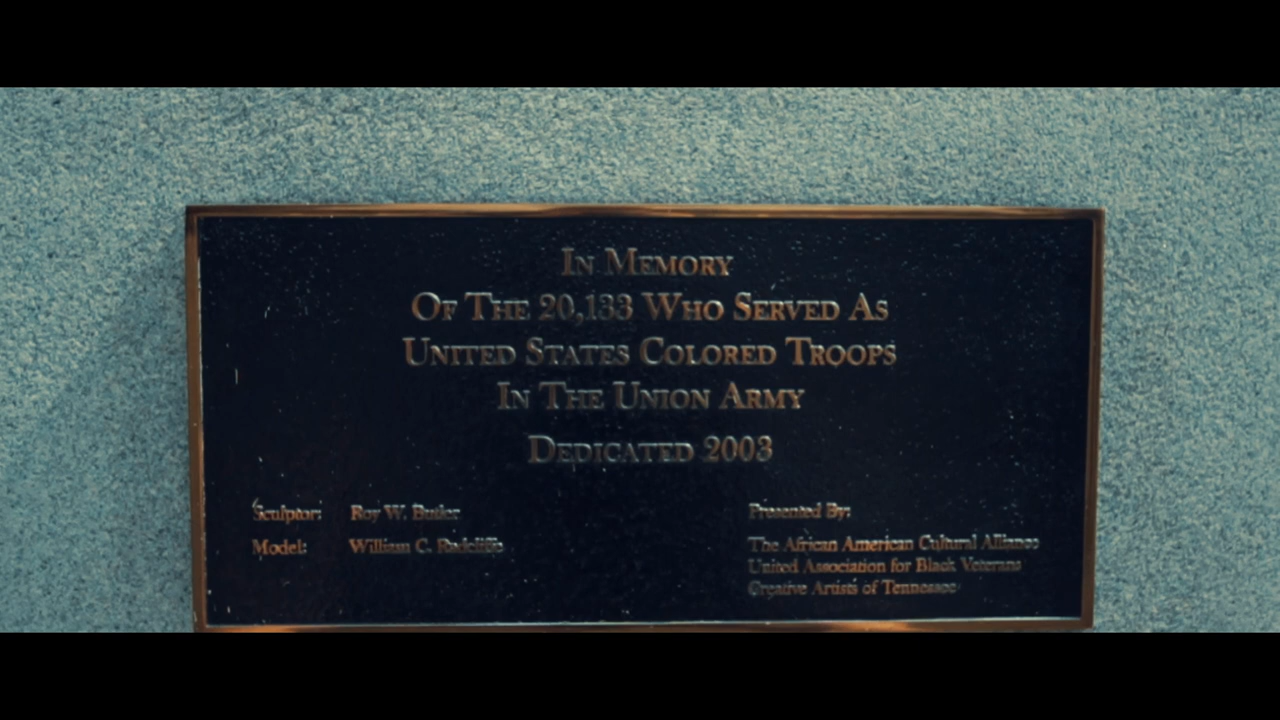 In Memory
Of The 20,133 Who Served As
United States Colored Troops
In The Union Army
Dedicated 2003
Sculptor: Roy W. Butler
Model: William C. Radcliffe
Presented By:
The African American Cultural Alliance
United Association for Black Veterans
Creative Artists of Tennessee